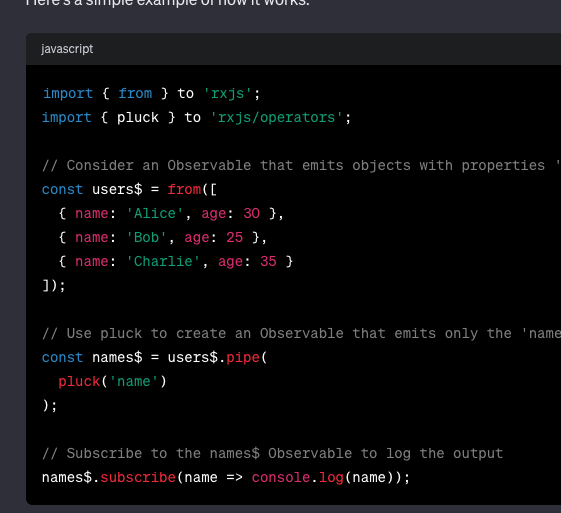 Here's a simple example of how it works:
javascript
import { from } to 'rxjs';
import { pluck } to 'rxjs/operators';
// Consider an Observable that emits objects with properties '
const users$ = from([
  { name: 'Alice', age: 30 },
  { name: 'Bob', age: 25 },
  { name: 'Charlie', age: 35 }
]);
// Use pluck to create an Observable that emits only the 'name
const names$ = users$.pipe(
  pluck('name')
);
// Subscribe to the names$ Observable to log the output
names$.subscribe(name => console.log(name));